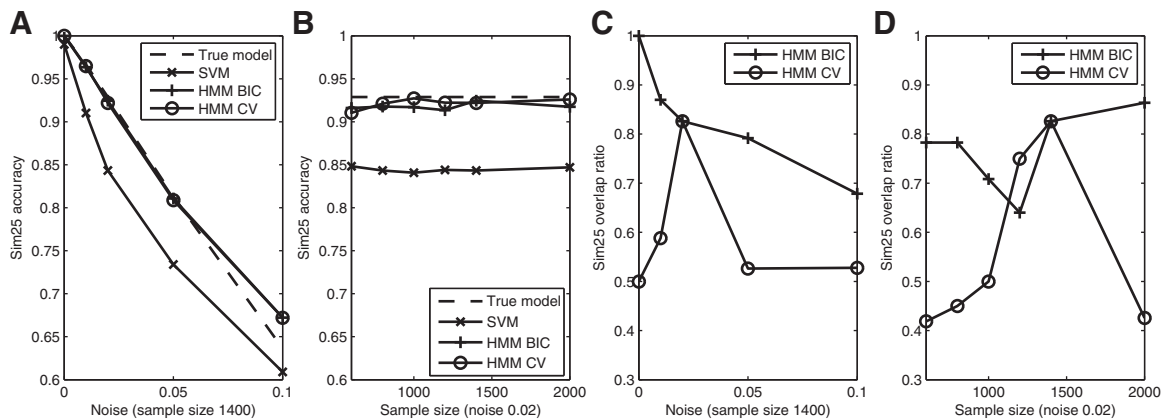 A
1
0.95
0.9
0.85
0.8
0.75
0.7
0.65
0.6
0
0.05
0.1
Sim25 accuracy
Noise (sample size 1400)
True model
SVM
HMM BIC
HMM CV
B
1
0.95
0.9
0.85
0.8
0.75
0.7
0.65
0.6
1000
1500
2000
Sim25 accuracy
Sample size (noise 0.02)
True model
SVM
HMM BIC
HMM CV
C
1
0.9
0.8
0.7
0.6
0.5
0.4
0.3
0
0.05
0.1
Sim25 overlap ratio
Noise (sample size 1400)
HMM BIC
HMM CV
D
1
0.9
0.8
0.7
0.6
0.5
0.4
0.3
1000
1500
2000
Sim25 overlap ratio
Sample size (noise 0.02)
HMM BIC
HMM CV